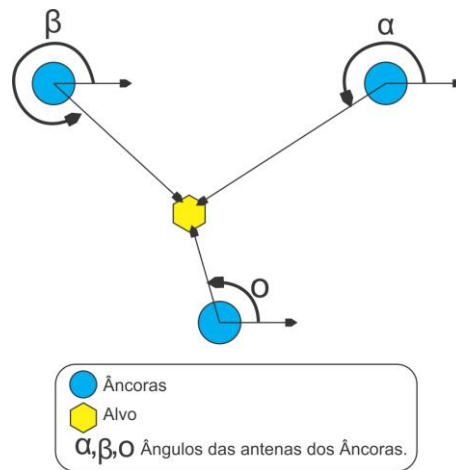 β
α
O
Âncoras
Alvo
α,β,O Ângulos das antenas dos Âncoras.